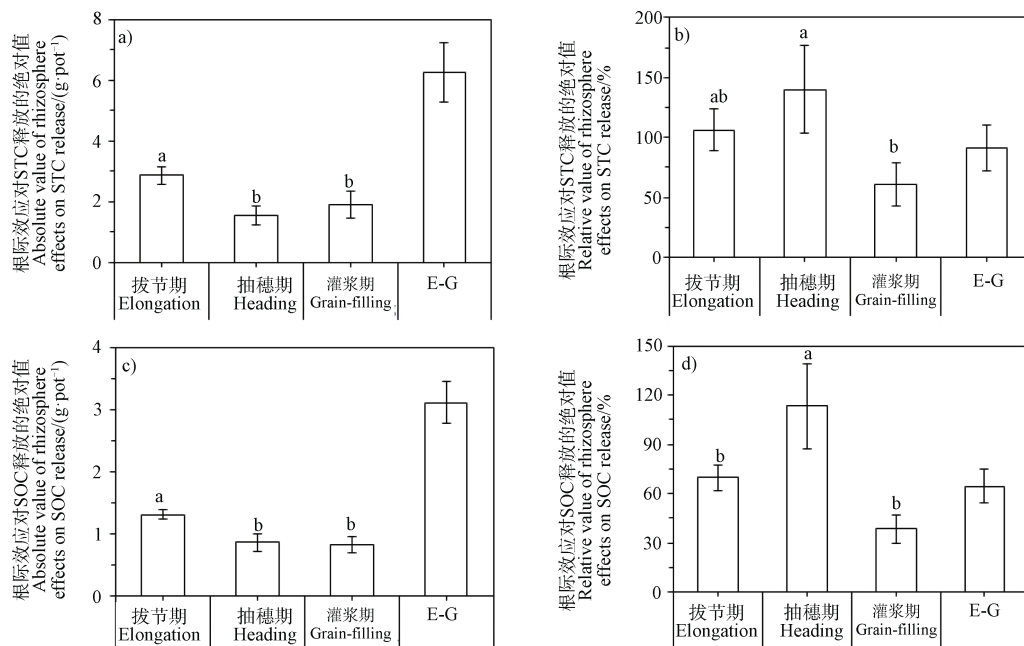 根际效应对STC释放的绝对值
Absolute value of rhizosphere
effects on STC release/(g·pot⁻¹)
8
6
4
2
0
a)
a
b
b
拔节期
Elongation
抽穗期
Heading
灌浆期
Grain-filling
E-G
根际效应对STC释放的绝对值
Relative value of rhizosphere
effects on STC release/%
200
150
100
50
0
b)
ab
a
b
拔节期
Elongation
抽穗期
Heading
灌浆期
Grain-filling
E-G
根际效应对SOC释放的绝对值
Absolute value of rhizosphere
effects on SOC release/(g·pot⁻¹)
4
3
2
1
0
c)
a
b
b
拔节期
Elongation
抽穗期
Heading
灌浆期
Grain-filling
E-G
根际效应对SOC释放的绝对值
Relative value of rhizosphere
effects on SOC release/%
150
120
90
60
30
0
d)
b
a
b
拔节期
Elongation
抽穗期
Heading
灌浆期
Grain-filling
E-G